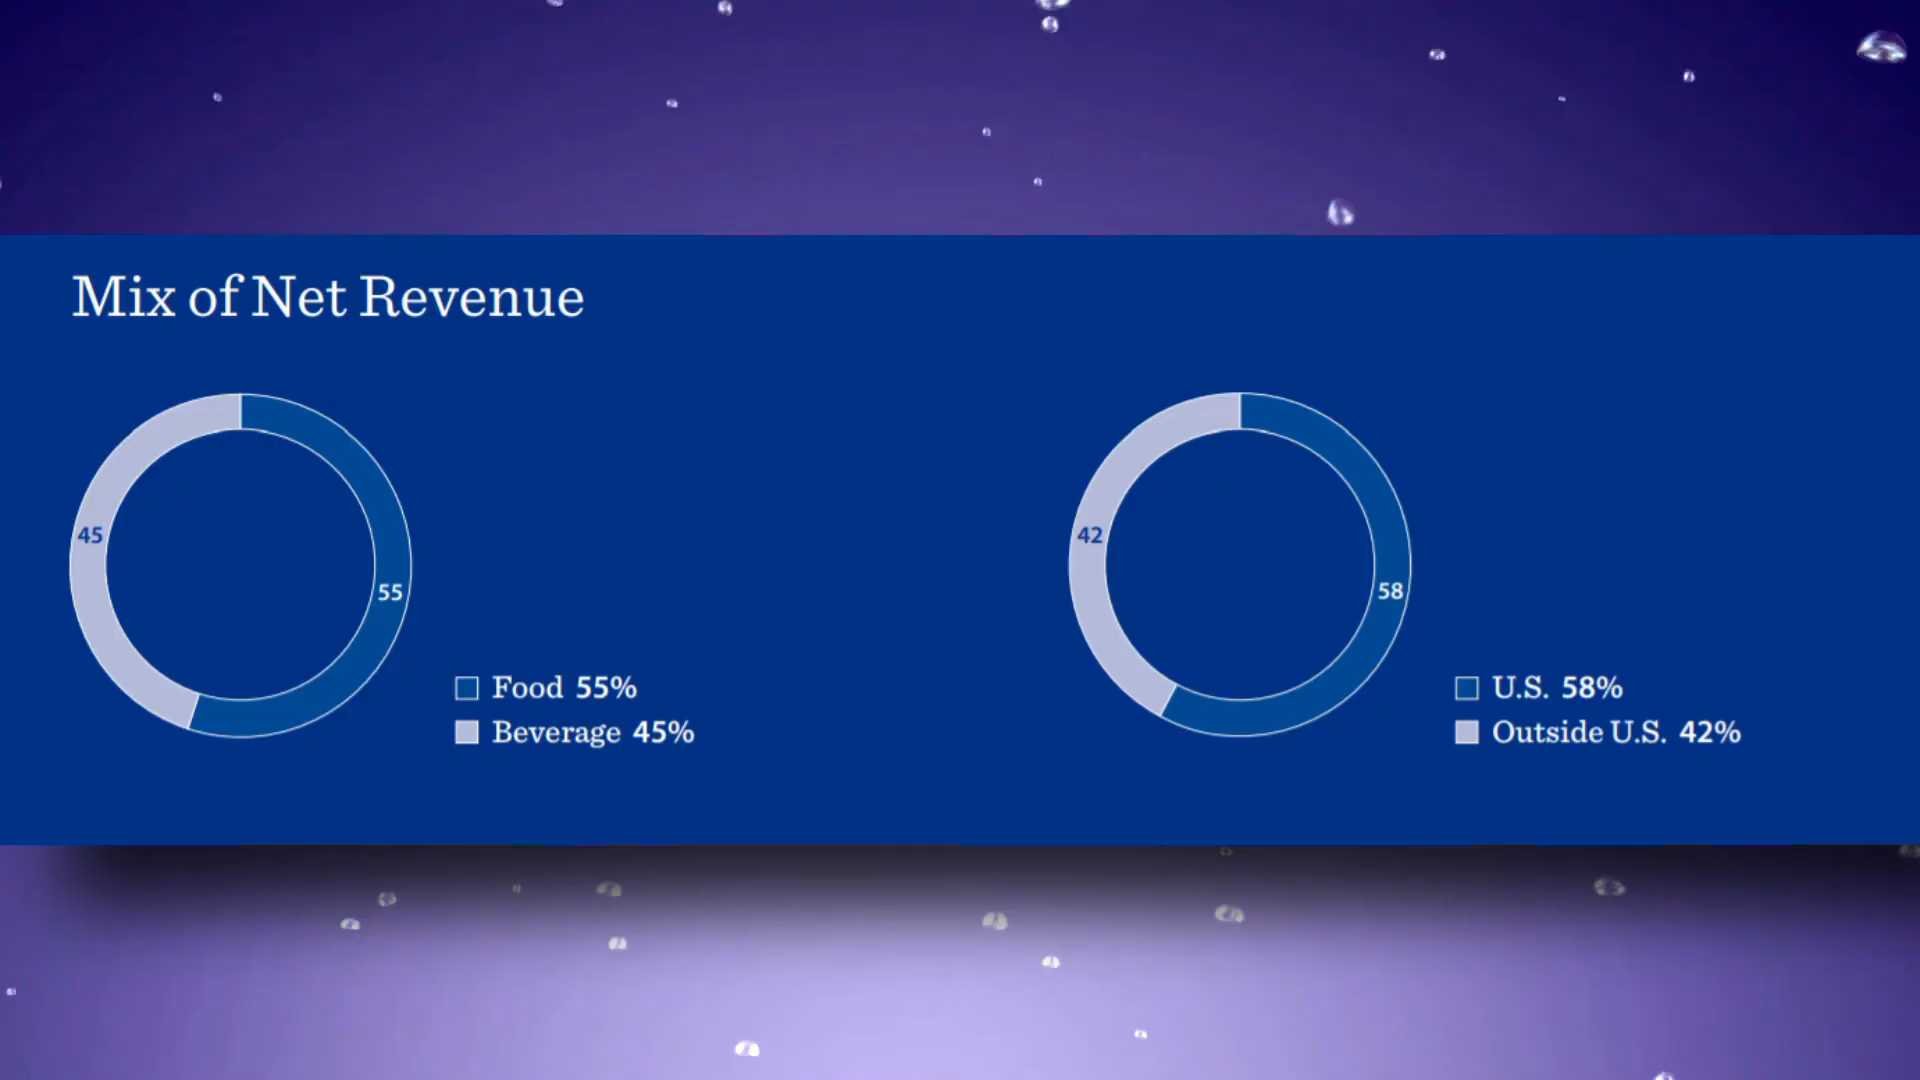 Mix of Net Revenue
45
55
Food 55%
Beverage 45%
42
58
U.S. 58%
Outside U.S. 42%